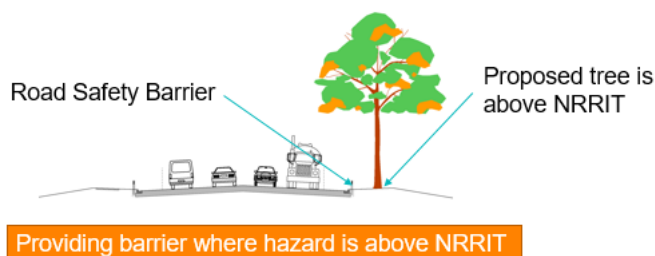 Road Safety Barrier
Proposed tree is
above NRRIT
Providing barrier where hazard is above NRRIT